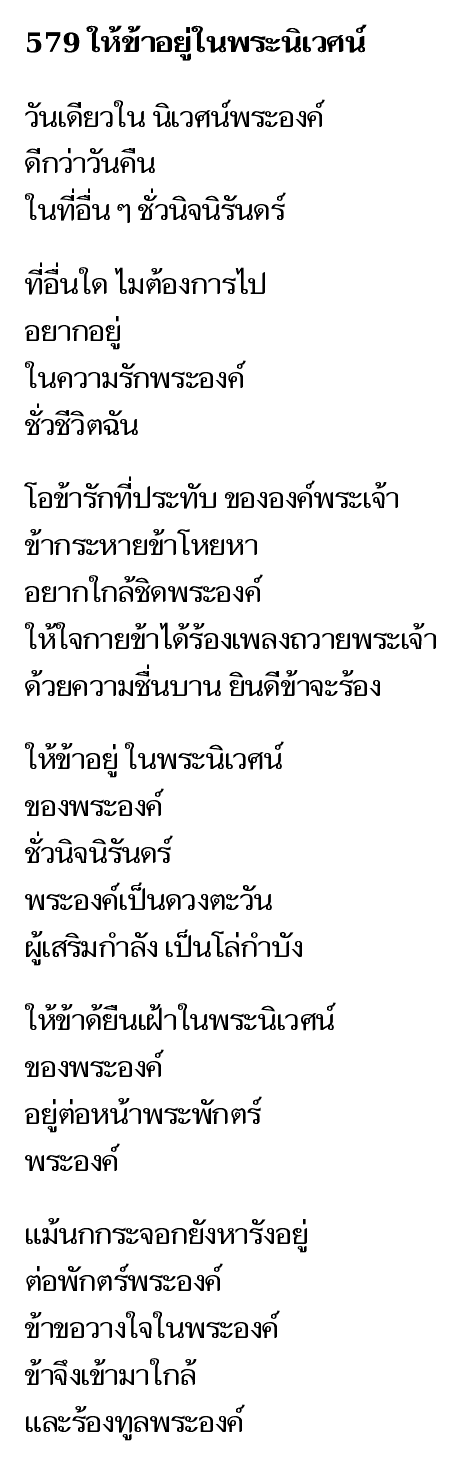 579 ให้ข้าอยู่ในพระนิเวศน์
วันเดียวใน นิเวศน์พระองค์
ดีกว่าวันคืน
ในที่อื่น ๆ ชั่วนิจนิรันดร์
ที่อื่นใด ไมต้องการไป
อยากอยู่
ในความรักพระองค์
ชั่วชีวิตฉัน
โอข้ารักที่ประทับ ขององค์พระเจ้า
ข้ากระหายข้าโหยหา
อยากใกล้ชิดพระองค์
ให้ใจกายข้าได้ร้องเพลงถวายพระเจ้า
ด้วยความชื่นบาน ยินดีข้าจะร้อง
ให้ข้าอยู่ ในพระนิเวศน์
ของพระองค์
ชั่วนิจนิรันดร์
พระองค์เป็นดวงตะวัน
ผู้เสริมกำลัง เป็นโล่กำบัง
ให้ข้าด้ยืนเฝ้าในพระนิเวศน์
ของพระองค์
อยู่ต่อหน้าพระพักตร์
พระองค์
แม้นกกระจอกยังหารังอยู่
ต่อพักตร์พระองค์
ข้าขอวางใจในพระองค์
ข้าจึงเข้ามาใกล้
และร้องทูลพระองค์